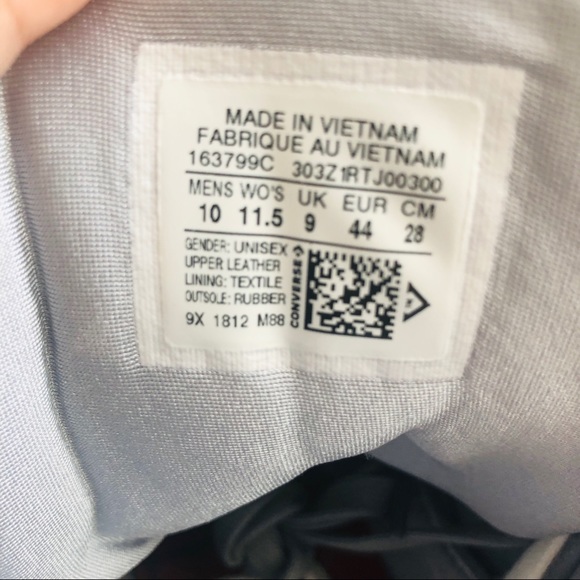 MADE IN VIETNAM
FABRIQUE AU VIETNAM
163799C 303Z1RTJ00300
MENS WO'S UK EUR CM
10 11.5 9 44 28
GENDER: UNISEX
UPPER LEATHER
LINING: TEXTILE
OUTSOLE: RUBBER
9X 1812 M88
CONVERSE